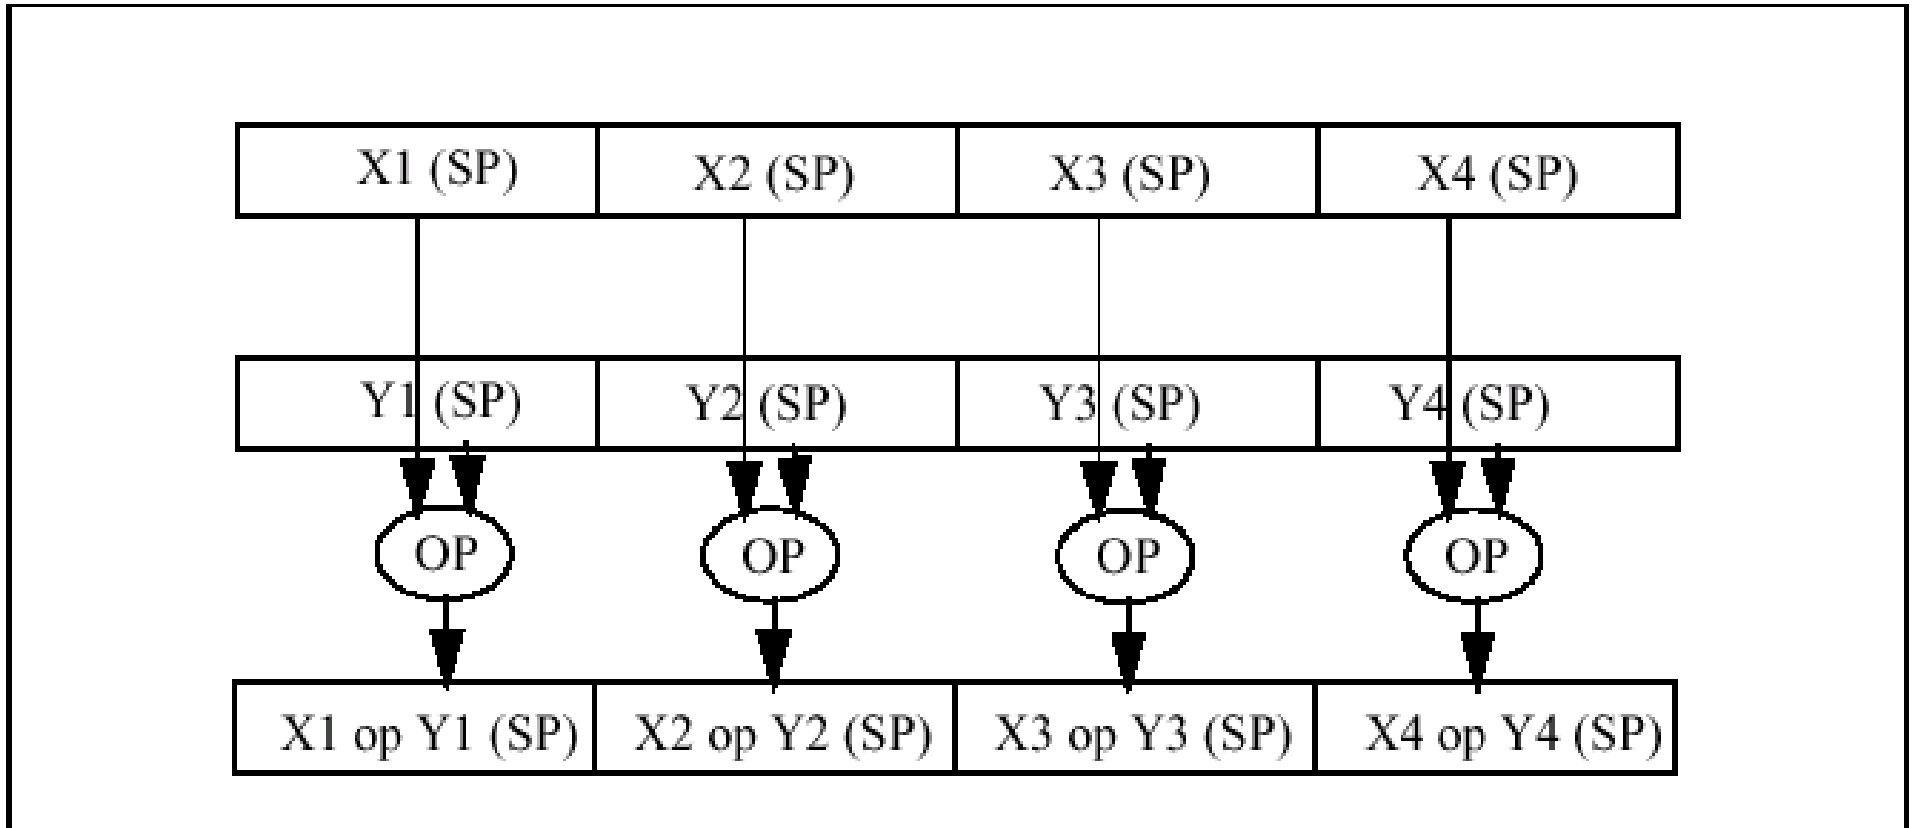 X1 (SP) X2 (SP) X3 (SP) X4 (SP)
Y1 (SP) Y2 (SP) Y3 (SP) Y4 (SP)
OP OP OP OP
X1 op Y1 (SP) X2 op Y2 (SP) X3 op Y3 (SP) X4 op Y4 (SP)